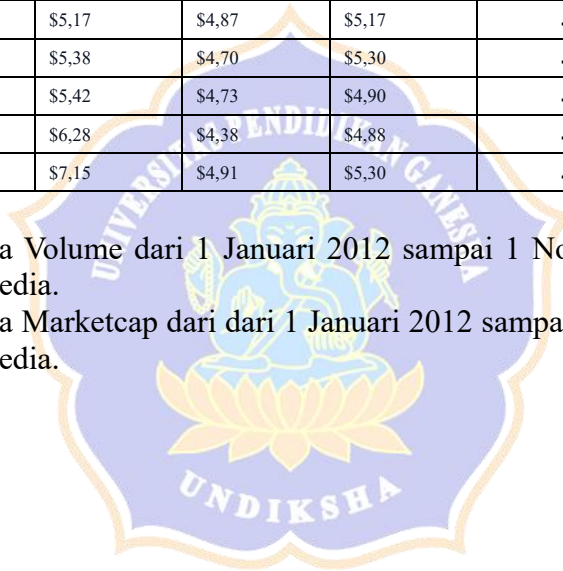 $5,17 $4,87 $5,17
$5,38 $4,70 $5,30
$5,42 $4,73 $4,90
$6,28 $4,38 $4,88
$7,15 $4,91 $5,30
UNIVERSITAS PENDIDIKAN GANESHA
a Volume dari 1 Januari 2012 sampai 1 No
edia.
a Marketcap dari dari 1 Januari 2012 sampa
edia.
UNDIKSHA